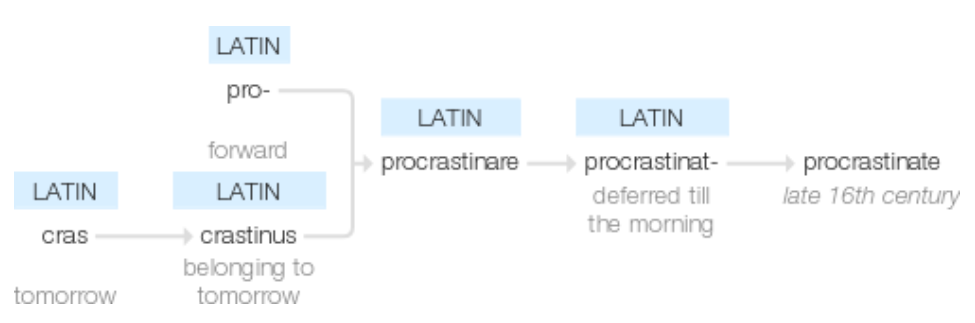 LATIN
pro-
forward
LATIN
cras
tomorrow
LATIN
crastinus
belonging to
tomorrow
LATIN
procrastinare
LATIN
procrastinat-
deferred till
the morning
procrastinate
late 16th century